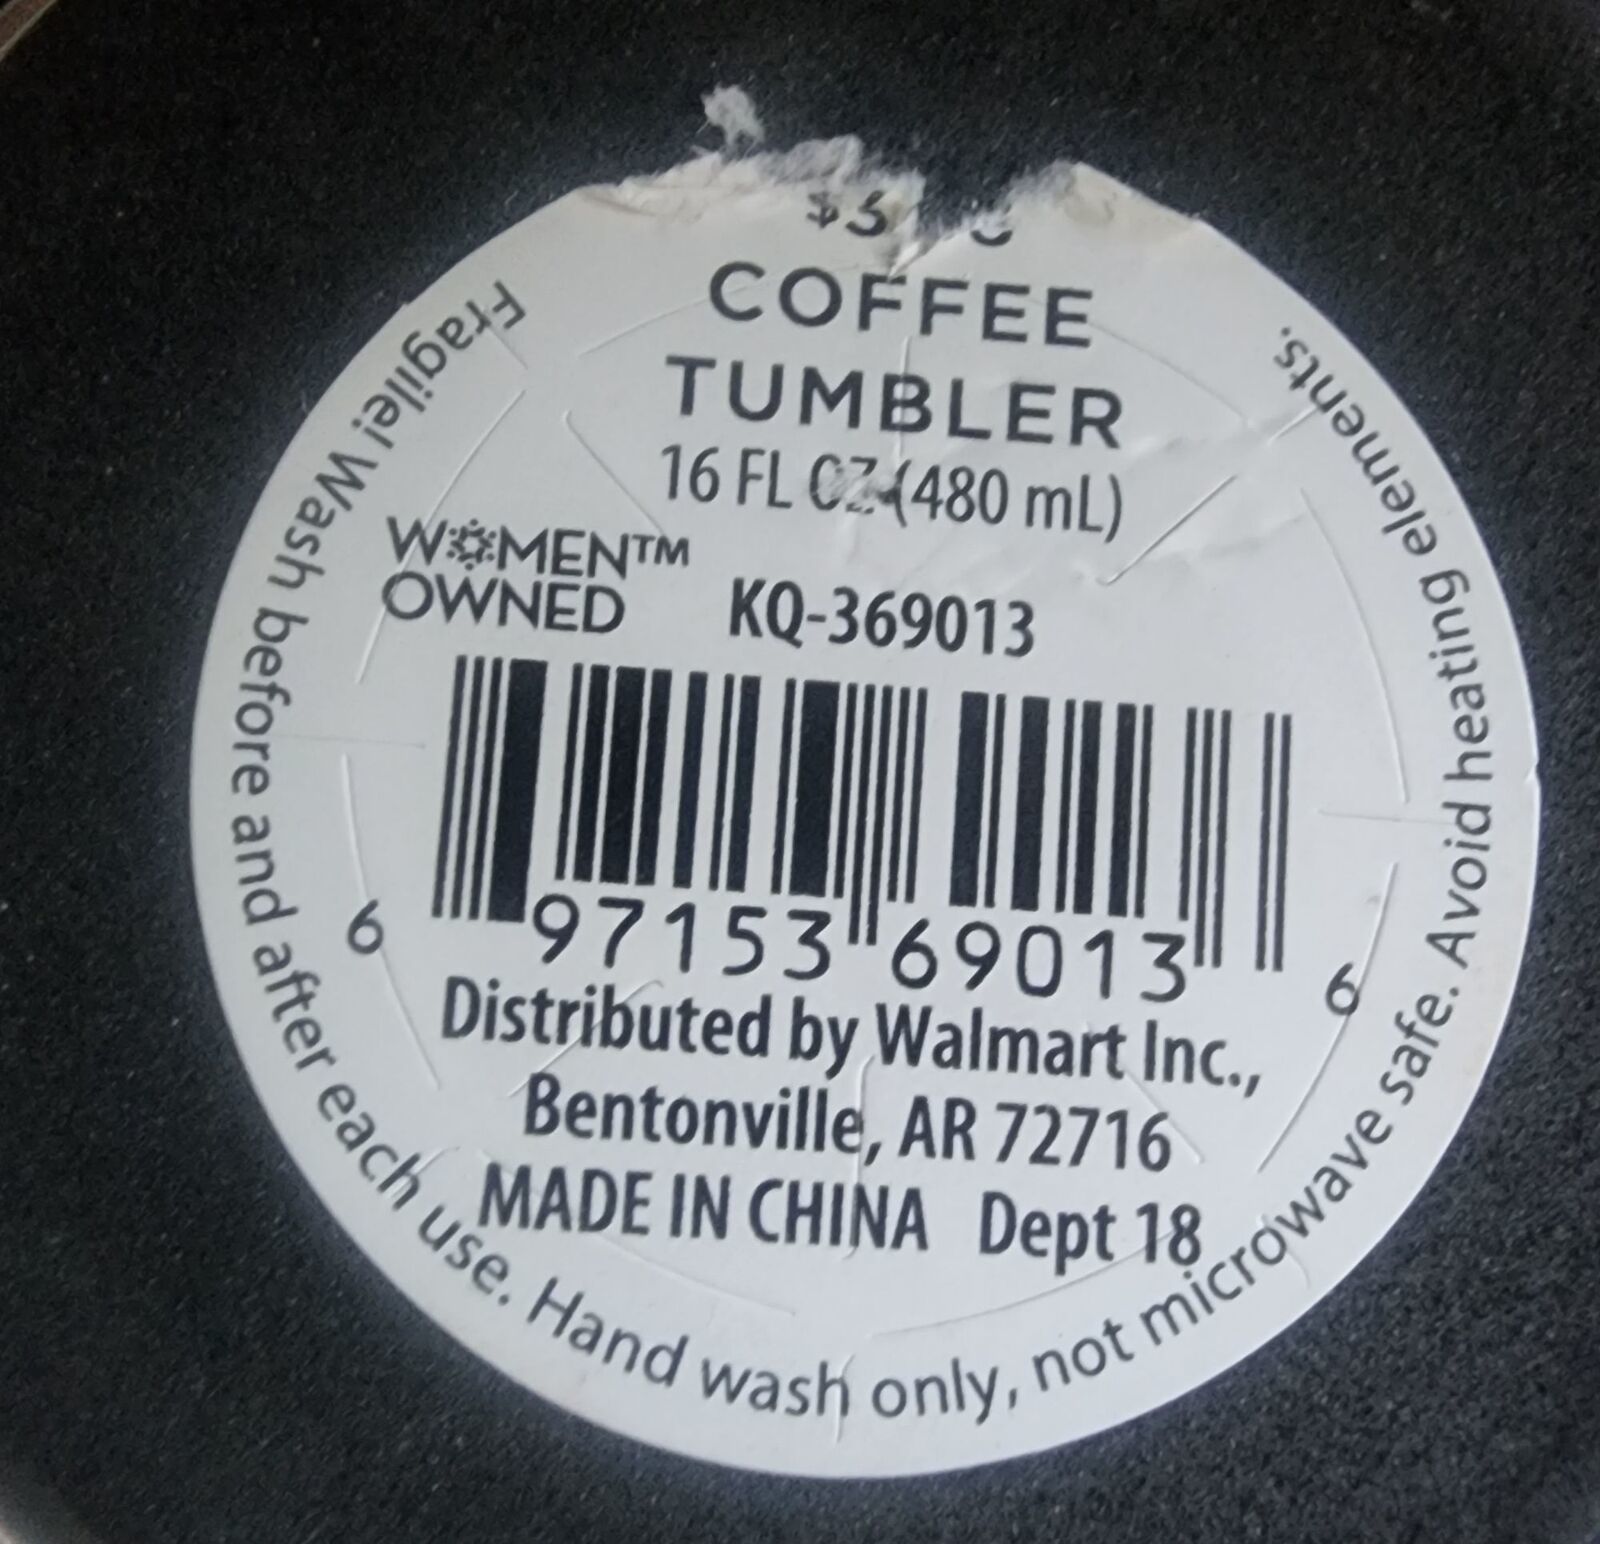 COFFEE
TUMBLER
16 FL OZ (480 mL)
WOMEN™
OWNED
KQ-369013
6 97153 69013 6
Distributed by Walmart Inc.,
Bentonville, AR 72716
MADE IN CHINA Dept 18
Fragile! Wash before and after each use. Hand wash only, not microwave safe. Avoid heating elements.